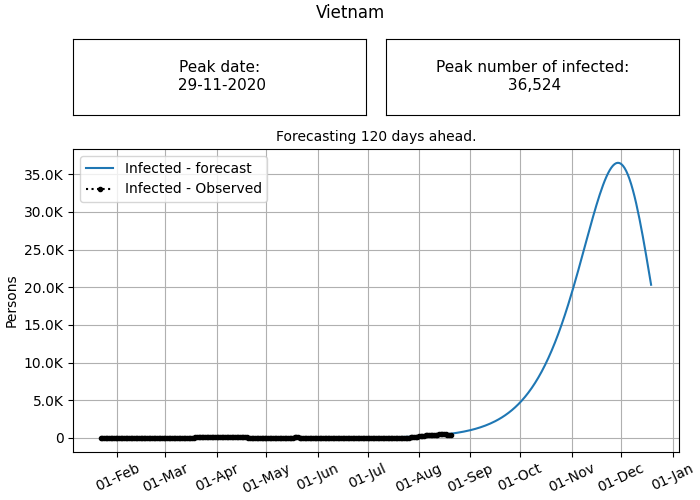 Vietnam
Peak date:
29-11-2020
Peak number of infected:
36,524
Forecasting 120 days ahead.
Infected - forecast
Infected - Observed
Persons
35.0K
30.0K
25.0K
20.0K
15.0K
10.0K
5.0K
0
01-Feb
01-Mar
01-Apr
01-May
01-Jun
01-Jul
01-Aug
01-Sep
01-Oct
01-Nov
01-Dec
01-Jan